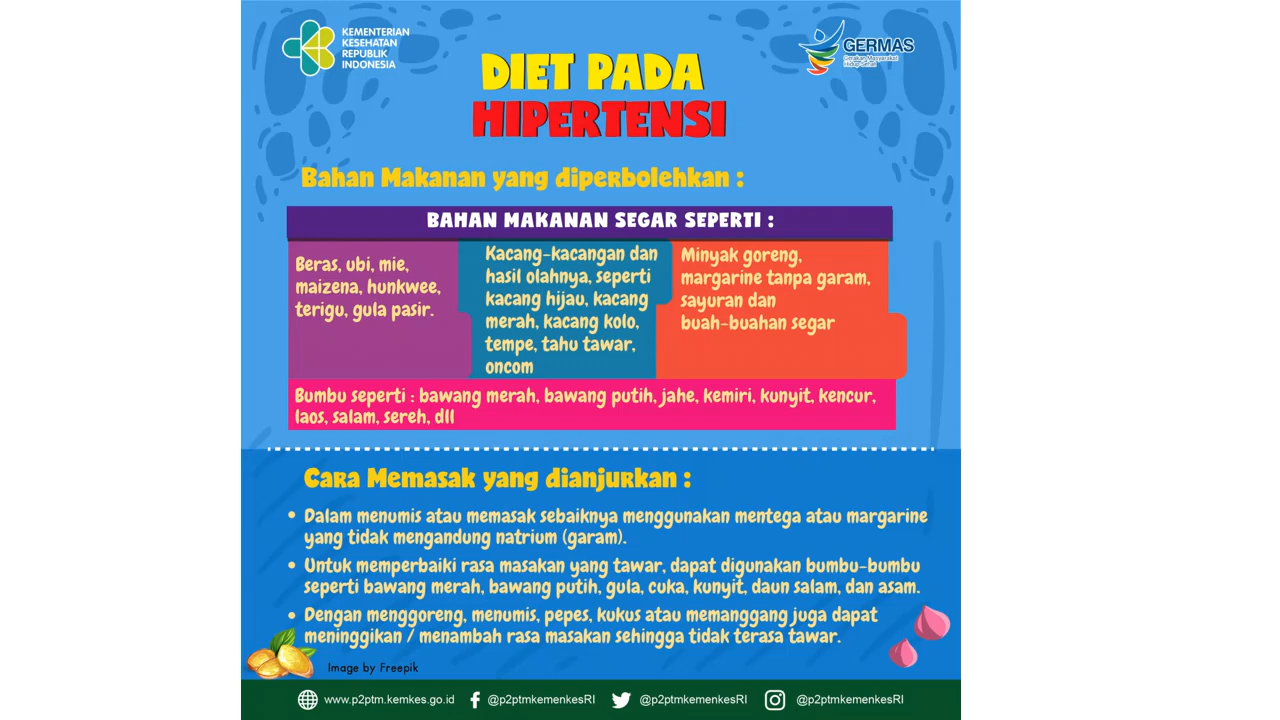 KEMENTERIAN
KESEHATAN
REPUBLIK
INDONESIA
GERMAS
Gerakan Masyarakat
Hidup Sehat
DIET PADA
HIPERTENSI
Bahan Makanan yang diperbolehkan :
BAHAN MAKANAN SEGAR SEPERTI :
Beras, ubi, mie,
maizena, hunkwee,
terigu, gula pasir.
Kacang-kacangan dan
hasil olahnya, seperti
kacang hijau, kacang
merah, kacang kolo,
tempe, tahu tawar,
oncom
Minyak goreng,
margarine tanpa garam,
sayuran dan
buah-buahan segar
Bumbu seperti : bawang merah, bawang putih, jahe, kemiri, kunyit, kencur,
laos, salam, sereh, dll
Cara Memasak yang dianjurkan :
• Dalam menumis atau memasak sebaiknya menggunakan mentega atau margarine
yang tidak mengandung natrium (garam).
• Untuk memperbaiki rasa masakan yang tawar, dapat digunakan bumbu-bumbu
seperti bawang merah, bawang putih, gula, cuka, kunyit, daun salam, dan asam.
• Dengan menggoreng, menumis, pepes, kukus atau memanggang juga dapat
meninggikan / menambah rasa masakan sehingga tidak terasa tawar.
Image by Freepik
www.p2ptm.kemkes.go.id
@p2ptmkemenkesRI
@p2ptmkemenkesRI
@p2ptmkemenkesRI